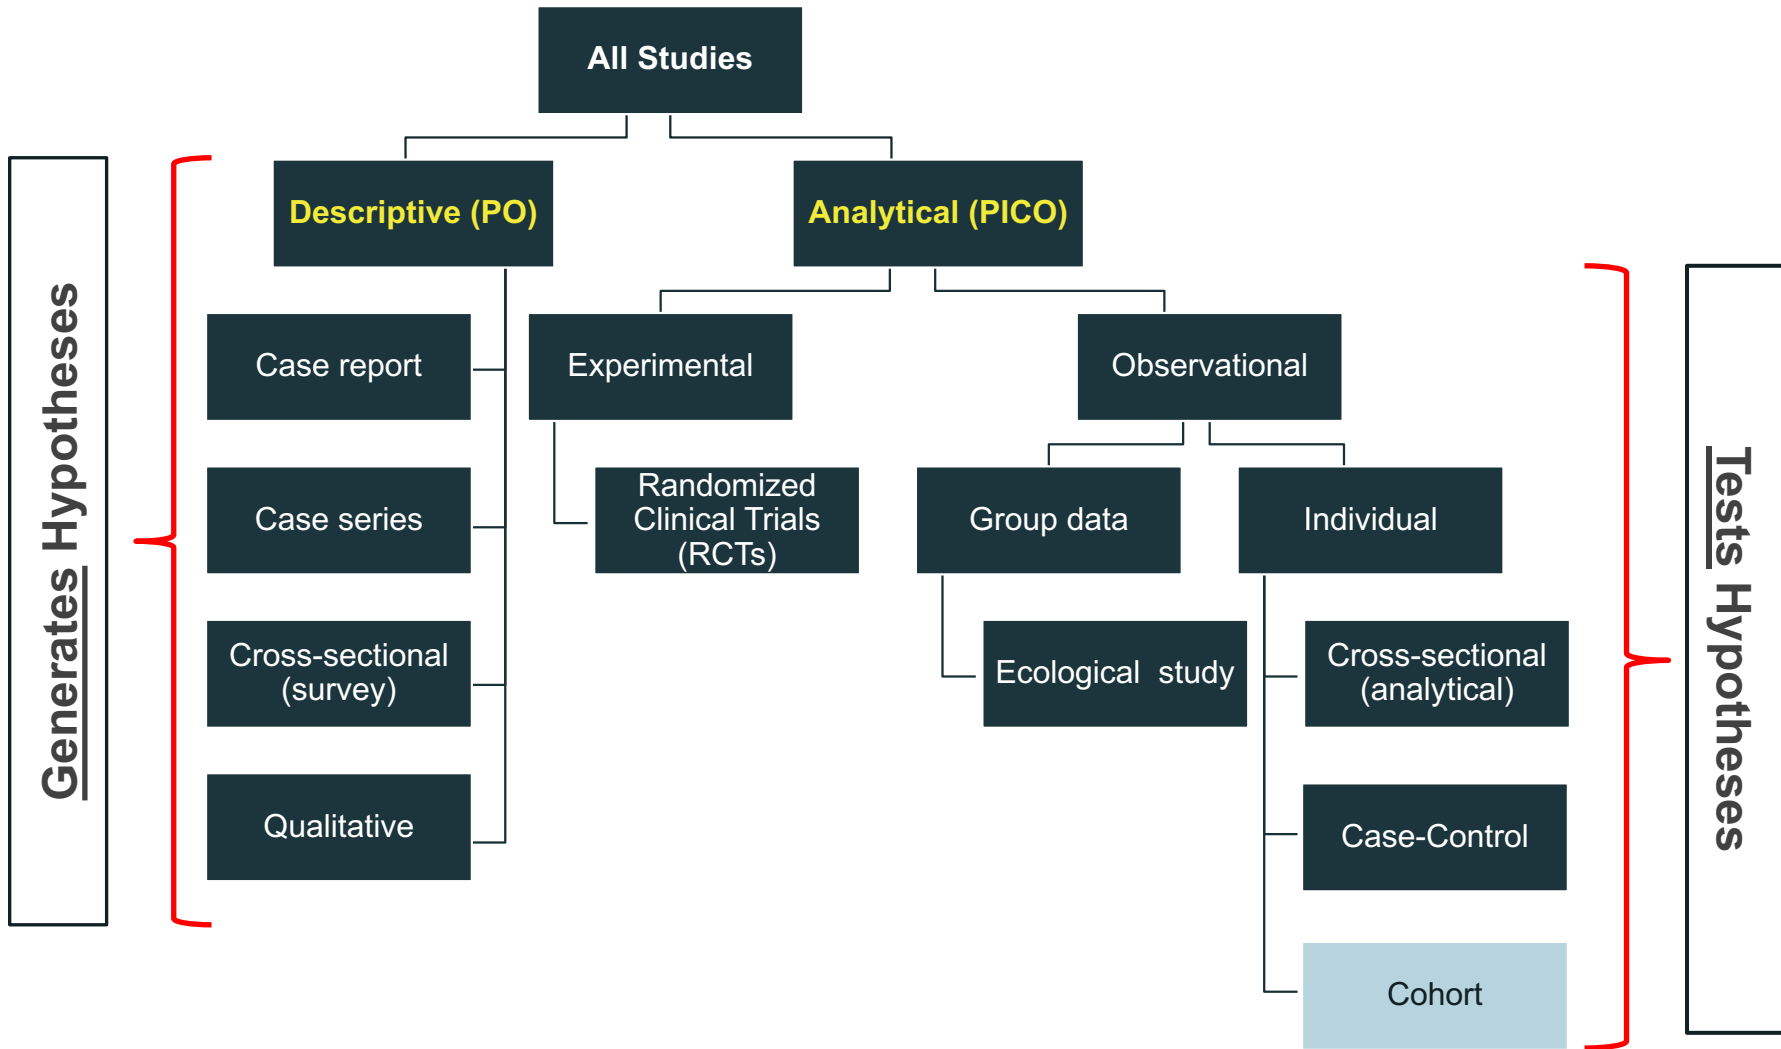 All Studies
Descriptive (PO)
Analytical (PICO)
Generates Hypotheses
Case report
Experimental
Observational
Case series
Randomized
Clinical Trials
(RCTs)
Group data
Individual
Cross-sectional
(survey)
Ecological study
Cross-sectional
(analytical)
Qualitative
Case-Control
Cohort
Tests Hypotheses